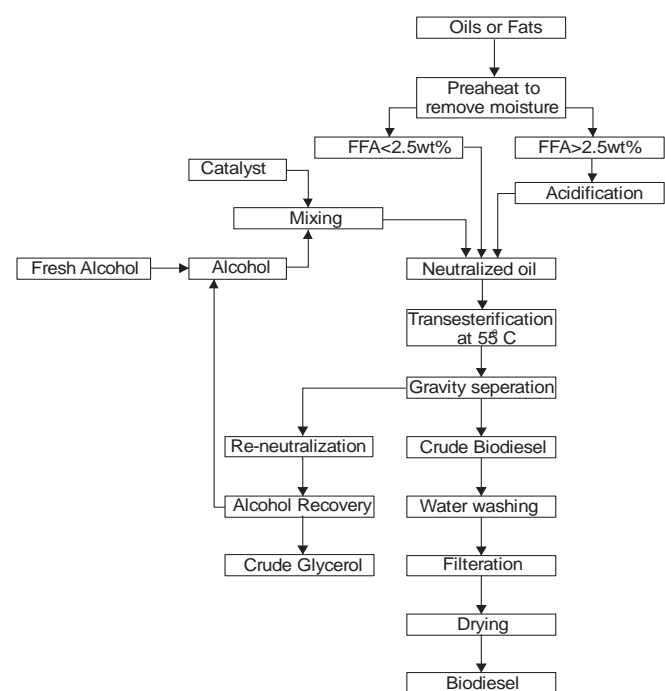 Oils or Fats
Preaheat to
remove moisture
FFA<2.5wt%
FFA>2.5wt%
Catalyst
Acidification
Mixing
Fresh Alcohol
Alcohol
Neutralized oil
Transesterification
at 55° C
Gravity seperation
Re-neutralization
Crude Biodiesel
Alcohol Recovery
Water washing
Crude Glycerol
Filteration
Drying
Biodiesel